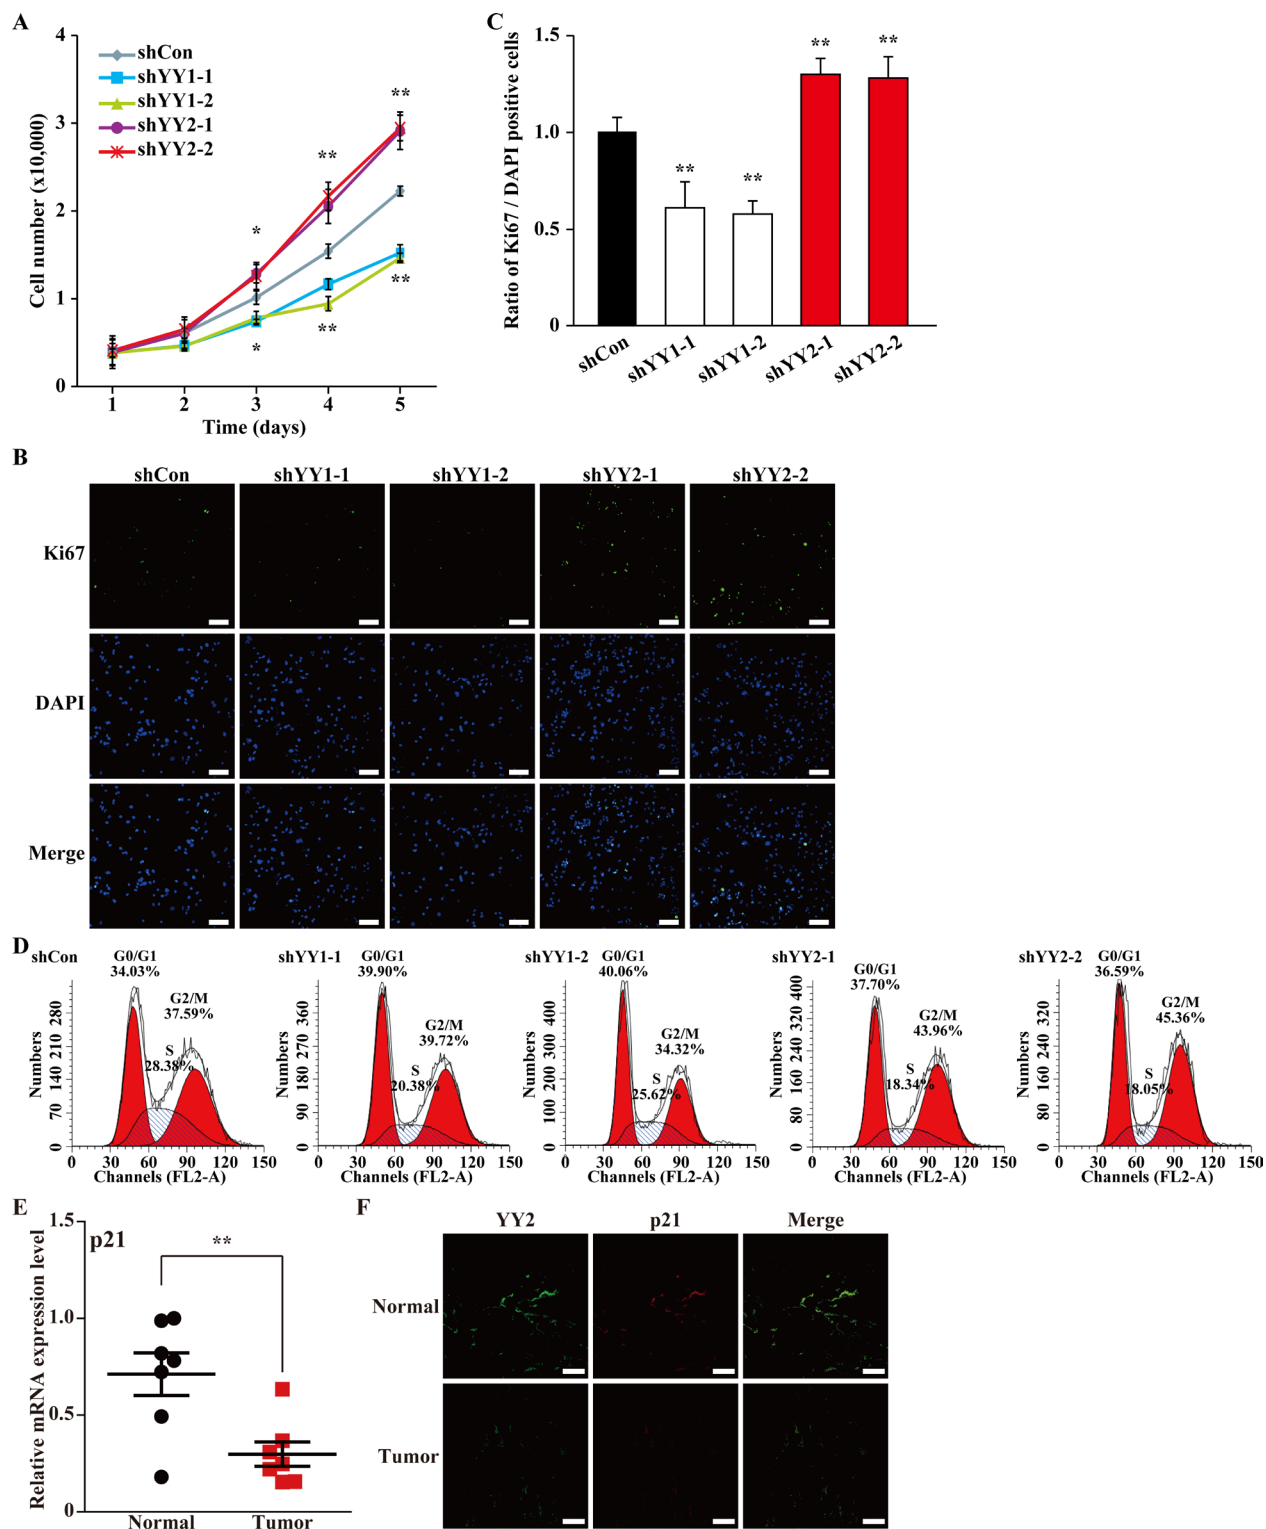 A
4
3
2
1
0
Cell number (x10,000)
shCon
shYY1-1
shYY1-2
shYY2-1
shYY2-2
*
**
**
*
**
**
1 2 3 4 5
Time (days)
C
1.5
1.0
0.5
0
Ratio of Ki67 / DAPI positive cells
** ** ** **
shCon shYY1-1 shYY1-2 shYY2-1 shYY2-2
B
shCon shYY1-1 shYY1-2 shYY2-1 shYY2-2
Ki67
DAPI
Merge
D
shCon
G0/G1
34.03%
G2/M
37.59%
S
28.38%
Numbers
280
210
140
70
0
0 30 60 90 120 150
Channels (FL2-A)
shYY1-1
G0/G1
39.90%
G2/M
39.72%
S
20.38%
Numbers
360
270
180
90
0
0 30 60 90 120 150
Channels (FL2-A)
shYY1-2
G0/G1
40.06%
G2/M
34.32%
S
25.62%
Numbers
400
300
200
100
0
0 30 60 90 120 150
Channels (FL2-A)
shYY2-1
G0/G1
37.70%
G2/M
43.96%
S
18.34%
Numbers
400
320
240
160
80
0
0 30 60 90 120 150
Channels (FL2-A)
shYY2-2
G0/G1
36.59%
G2/M
45.36%
S
18.05%
Numbers
320
240
160
80
0
0 30 60 90 120 150
Channels (FL2-A)
E
p21
**
1.5
1.0
0.5
0
Relative mRNA expression level
Normal Tumor
F
YY2 p21 Merge
Normal
Tumor